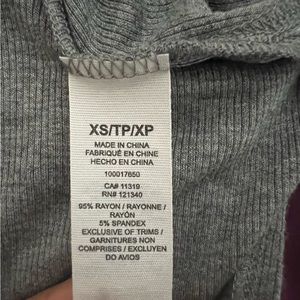 XS/TP/XP
MADE IN CHINA
FABRIQUÉ EN CHINE
HECHO EN CHINA
100017650
CA# 11319
RN# 121340
95% RAYON / RAYONNE /
RAYÓN
5% SPANDEX
EXCLUSIVE OF TRIMS /
GARNITURES NON
COMPRISES / EXCLUYEN
DO AVIOS